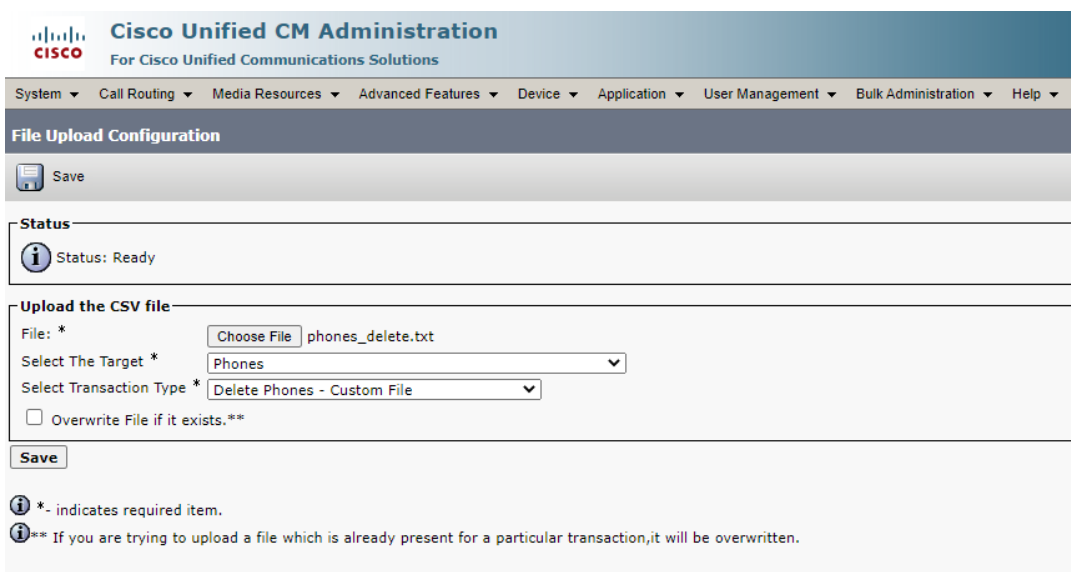 CISCO
Cisco Unified CM Administration
For Cisco Unified Communications Solutions
System Call Routing Media Resources Advanced Features Device Application User Management Bulk Administration Help
File Upload Configuration
Save
Status
Status: Ready
Upload the CSV file
File: * Choose File phones_delete.txt
Select The Target * Phones
Select Transaction Type * Delete Phones - Custom File
Overwrite File if it exists.**
Save
*- indicates required item.
** If you are trying to upload a file which is already present for a particular transaction,it will be overwritten.